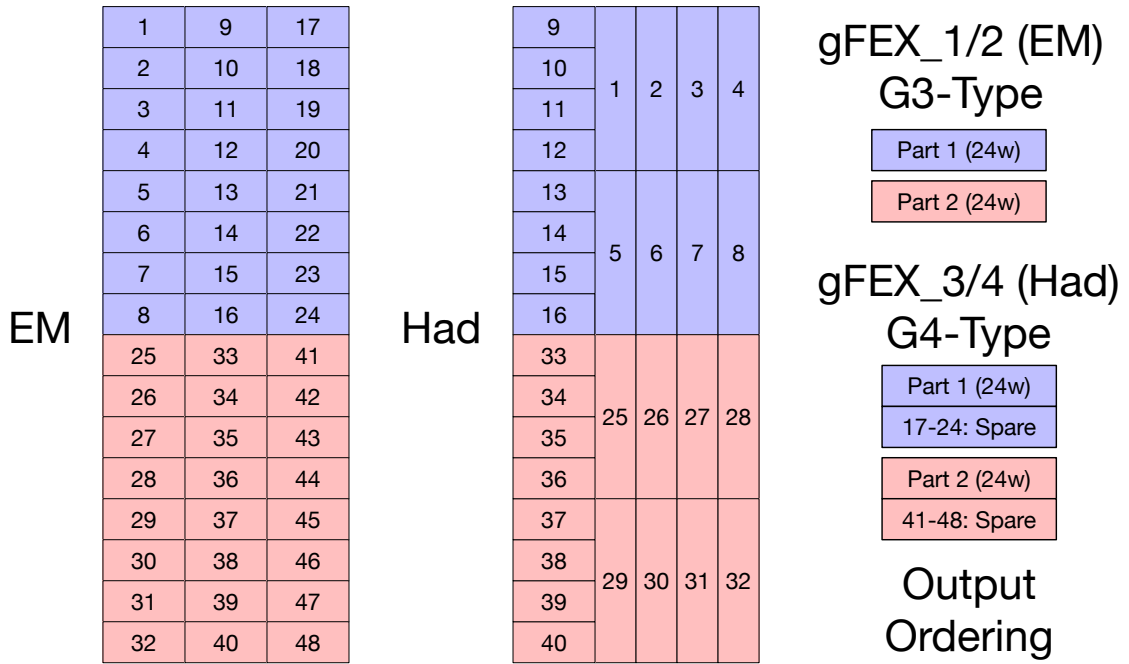 EM
1 9 17
2 10 18
3 11 19
4 12 20
5 13 21
6 14 22
7 15 23
8 16 24
25 33 41
26 34 42
27 35 43
28 36 44
29 37 45
30 38 46
31 39 47
32 40 48
Had
9
10
11
12
1 2 3 4
13
14
15
16
5 6 7 8
33
34
35
36
25 26 27 28
37
38
39
40
29 30 31 32
gFEX_1/2 (EM)
G3-Type
Part 1 (24w)
Part 2 (24w)
gFEX_3/4 (Had)
G4-Type
Part 1 (24w)
17-24: Spare
Part 2 (24w)
41-48: Spare
Output
Ordering